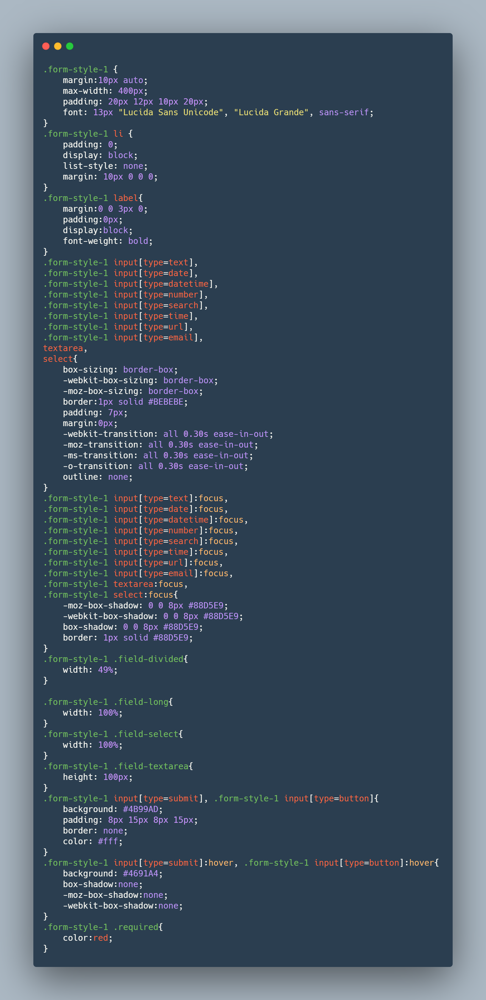 .form-style-1 {
    margin:10px auto;
    max-width: 400px;
    padding: 20px 12px 10px 20px;
    font: 13px "Lucida Sans Unicode", "Lucida Grande", sans-serif;
}
.form-style-1 li {
    padding: 0;
    display: block;
    list-style: none;
    margin: 10px 0 0 0;
}
.form-style-1 label{
    margin:0 0 3px 0;
    padding:0px;
    display:block;
    font-weight: bold;
}
.form-style-1 input[type=text],
.form-style-1 input[type=date],
.form-style-1 input[type=datetime],
.form-style-1 input[type=number],
.form-style-1 input[type=search],
.form-style-1 input[type=time],
.form-style-1 input[type=url],
.form-style-1 input[type=email],
textarea,
select{
    box-sizing: border-box;
    -webkit-box-sizing: border-box;
    -moz-box-sizing: border-box;
    border:1px solid #BEBEBE;
    padding: 7px;
    margin:0px;
    -webkit-transition: all 0.30s ease-in-out;
    -moz-transition: all 0.30s ease-in-out;
    -ms-transition: all 0.30s ease-in-out;
    -o-transition: all 0.30s ease-in-out;
    outline: none;
}
.form-style-1 input[type=text]:focus,
.form-style-1 input[type=date]:focus,
.form-style-1 input[type=datetime]:focus,
.form-style-1 input[type=number]:focus,
.form-style-1 input[type=search]:focus,
.form-style-1 input[type=time]:focus,
.form-style-1 input[type=url]:focus,
.form-style-1 input[type=email]:focus,
.form-style-1 textarea:focus,
.form-style-1 select:focus{
    -moz-box-shadow: 0 0 8px #88D5E9;
    -webkit-box-shadow: 0 0 8px #88D5E9;
    box-shadow: 0 0 8px #88D5E9;
    border: 1px solid #88D5E9;
}
.form-style-1 .field-divided{
    width: 49%;
}

.form-style-1 .field-long{
    width: 100%;
}
.form-style-1 .field-select{
    width: 100%;
}
.form-style-1 .field-textarea{
    height: 100px;
}
.form-style-1 input[type=submit], .form-style-1 input[type=button]{
    background: #4B99AD;
    padding: 8px 15px 8px 15px;
    border: none;
    color: #fff;
}
.form-style-1 input[type=submit]:hover, .form-style-1 input[type=button]:hover{
    background: #4691A4;
    box-shadow:none;
    -moz-box-shadow:none;
    -webkit-box-shadow:none;
}
.form-style-1 .required{
    color:red;
}